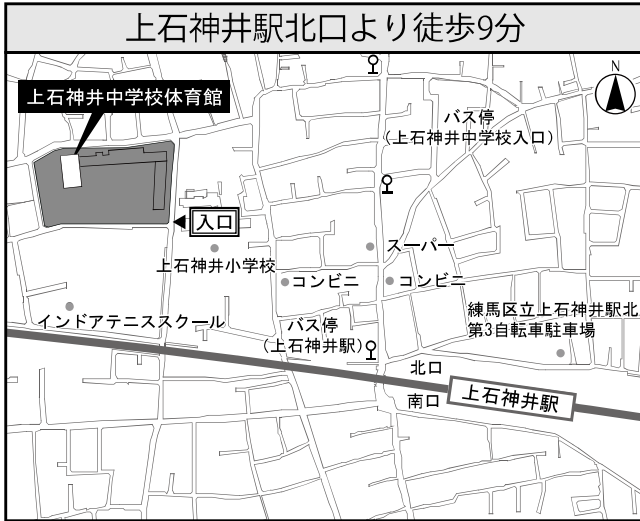 上石神井駅北口より徒歩9分
N
上石神井中学校体育館
バス停
(上石神井中学校入口)
入口
スーパー
上石神井小学校
コンビニ
コンビニ
インドアテニススクール
バス停
(上石神井駅)
練馬区立上石神井駅北
第3自転車駐車場
北口
上石神井駅
南口